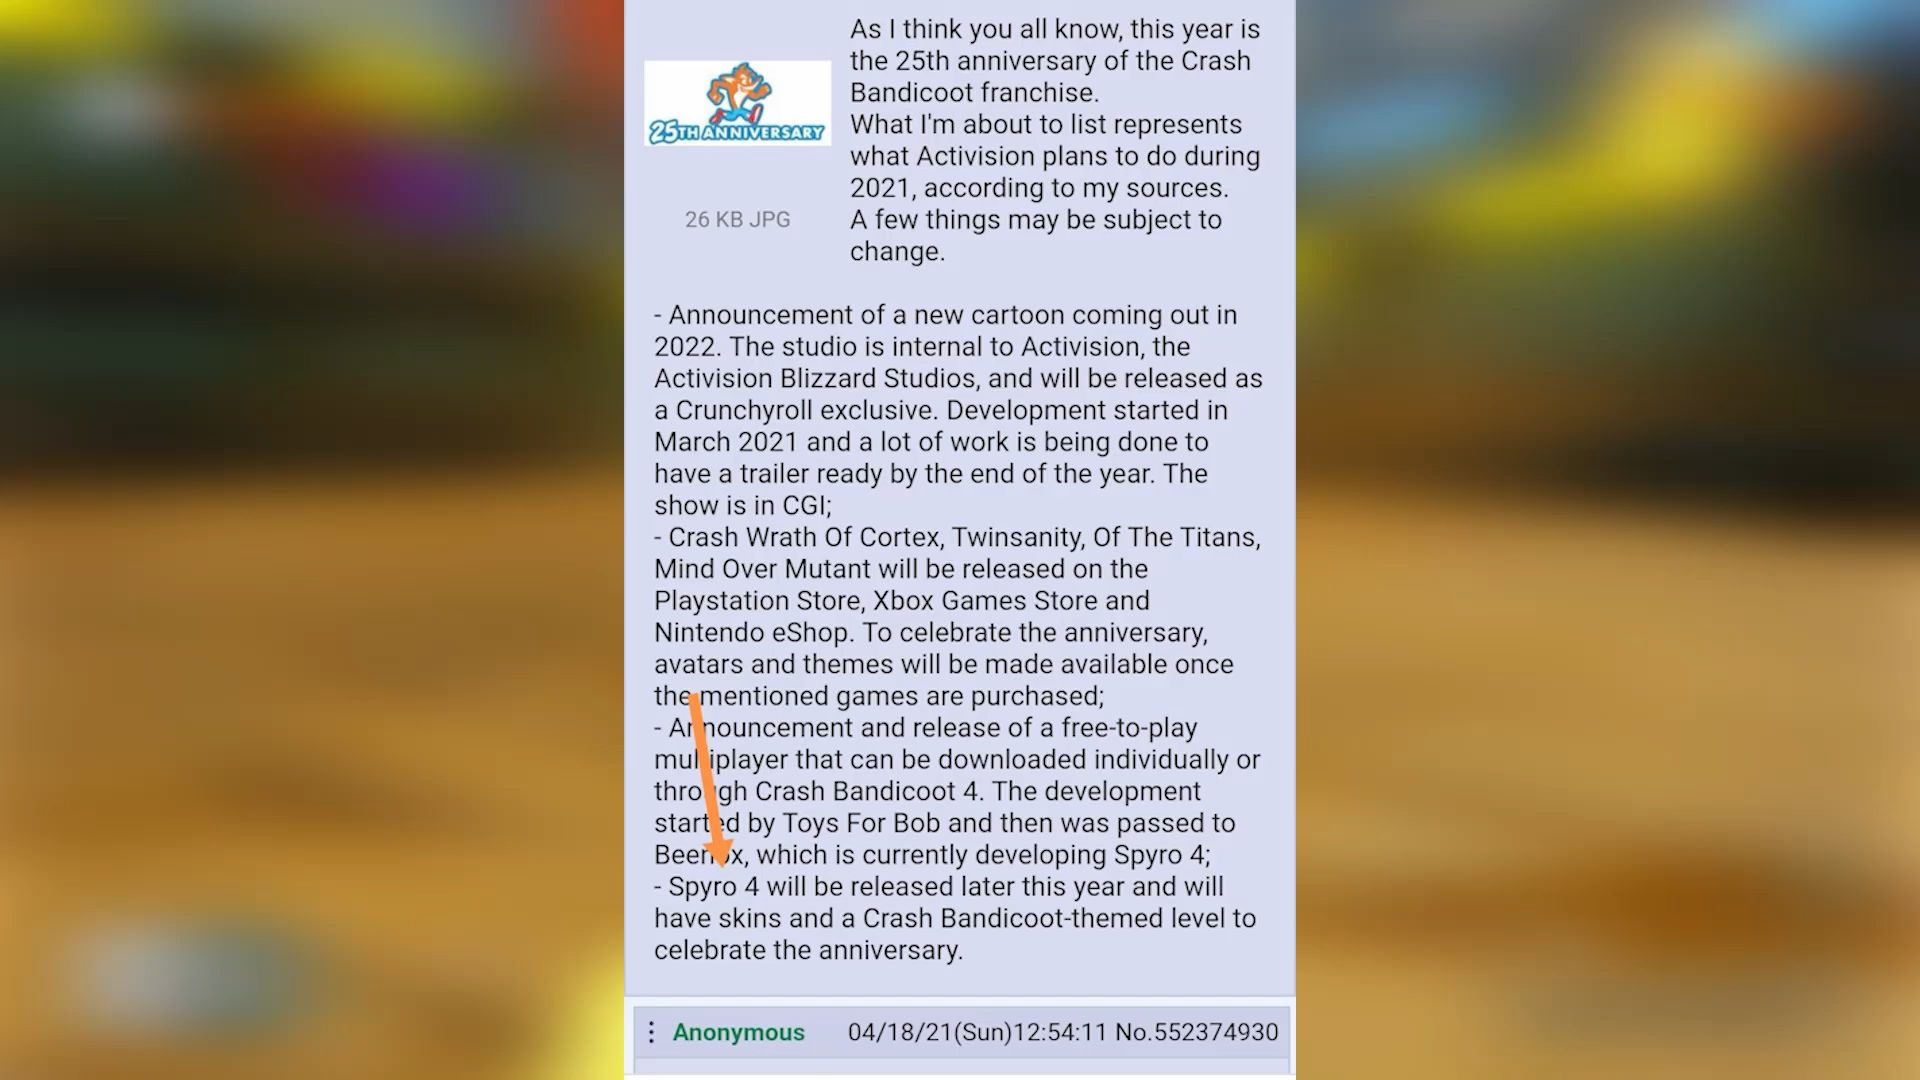 As I think you all know, this year is
the 25th anniversary of the Crash
Bandicoot franchise.
What I'm about to list represents
what Activision plans to do during
2021, according to my sources.
A few things may be subject to
change.
25TH ANNIVERSARY
26 KB JPG
- Announcement of a new cartoon coming out in
2022. The studio is internal to Activision, the
Activision Blizzard Studios, and will be released as
a Crunchyroll exclusive. Development started in
March 2021 and a lot of work is being done to
have a trailer ready by the end of the year. The
show is in CGI;
- Crash Wrath Of Cortex, Twinsanity, Of The Titans,
Mind Over Mutant will be released on the
Playstation Store, Xbox Games Store and
Nintendo eShop. To celebrate the anniversary,
avatars and themes will be made available once
the mentioned games are purchased;
- Announcement and release of a free-to-play
multiplayer that can be downloaded individually or
through Crash Bandicoot 4. The development
started by Toys For Bob and then was passed to
Beenox, which is currently developing Spyro 4;
- Spyro 4 will be released later this year and will
have skins and a Crash Bandicoot-themed level to
celebrate the anniversary.
Anonymous 04/18/21(Sun)12:54:11 No.552374930